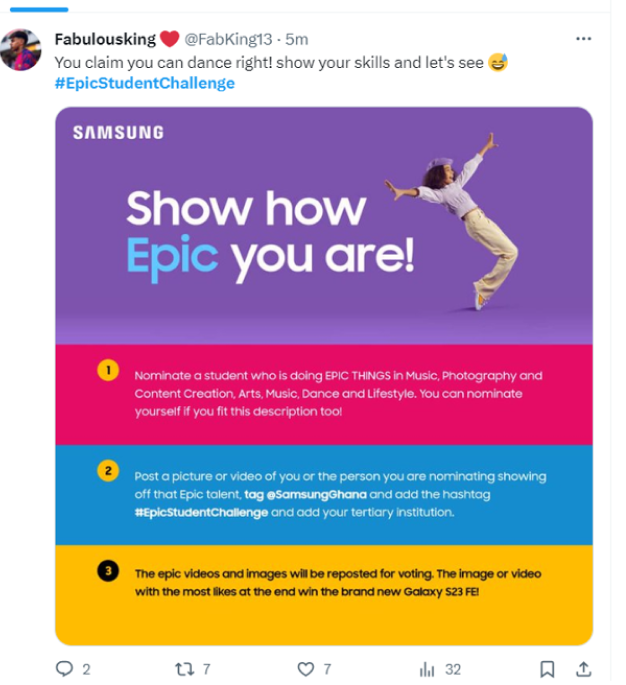 Fabulousking ❤️ @FabKing13 · 5m
You claim you can dance right! show your skills and let's see 😅
#EpicStudentChallenge
SAMSUNG
Show how
Epic you are!
1
Nominate a student who is doing EPIC THINGS in Music, Photography and
Content Creation, Arts, Music, Dance and Lifestyle. You can nominate
yourself if you fit this description too!
2
Post a picture or video of you or the person you are nominating showing
off that Epic talent, tag @SamsungGhana and add the hashtag
#EpicStudentChallenge and add your tertiary institution.
3
The epic videos and images will be reposted for voting. The image or video
with the most likes at the end win the brand new Galaxy S23 FE!
2 7 7 32